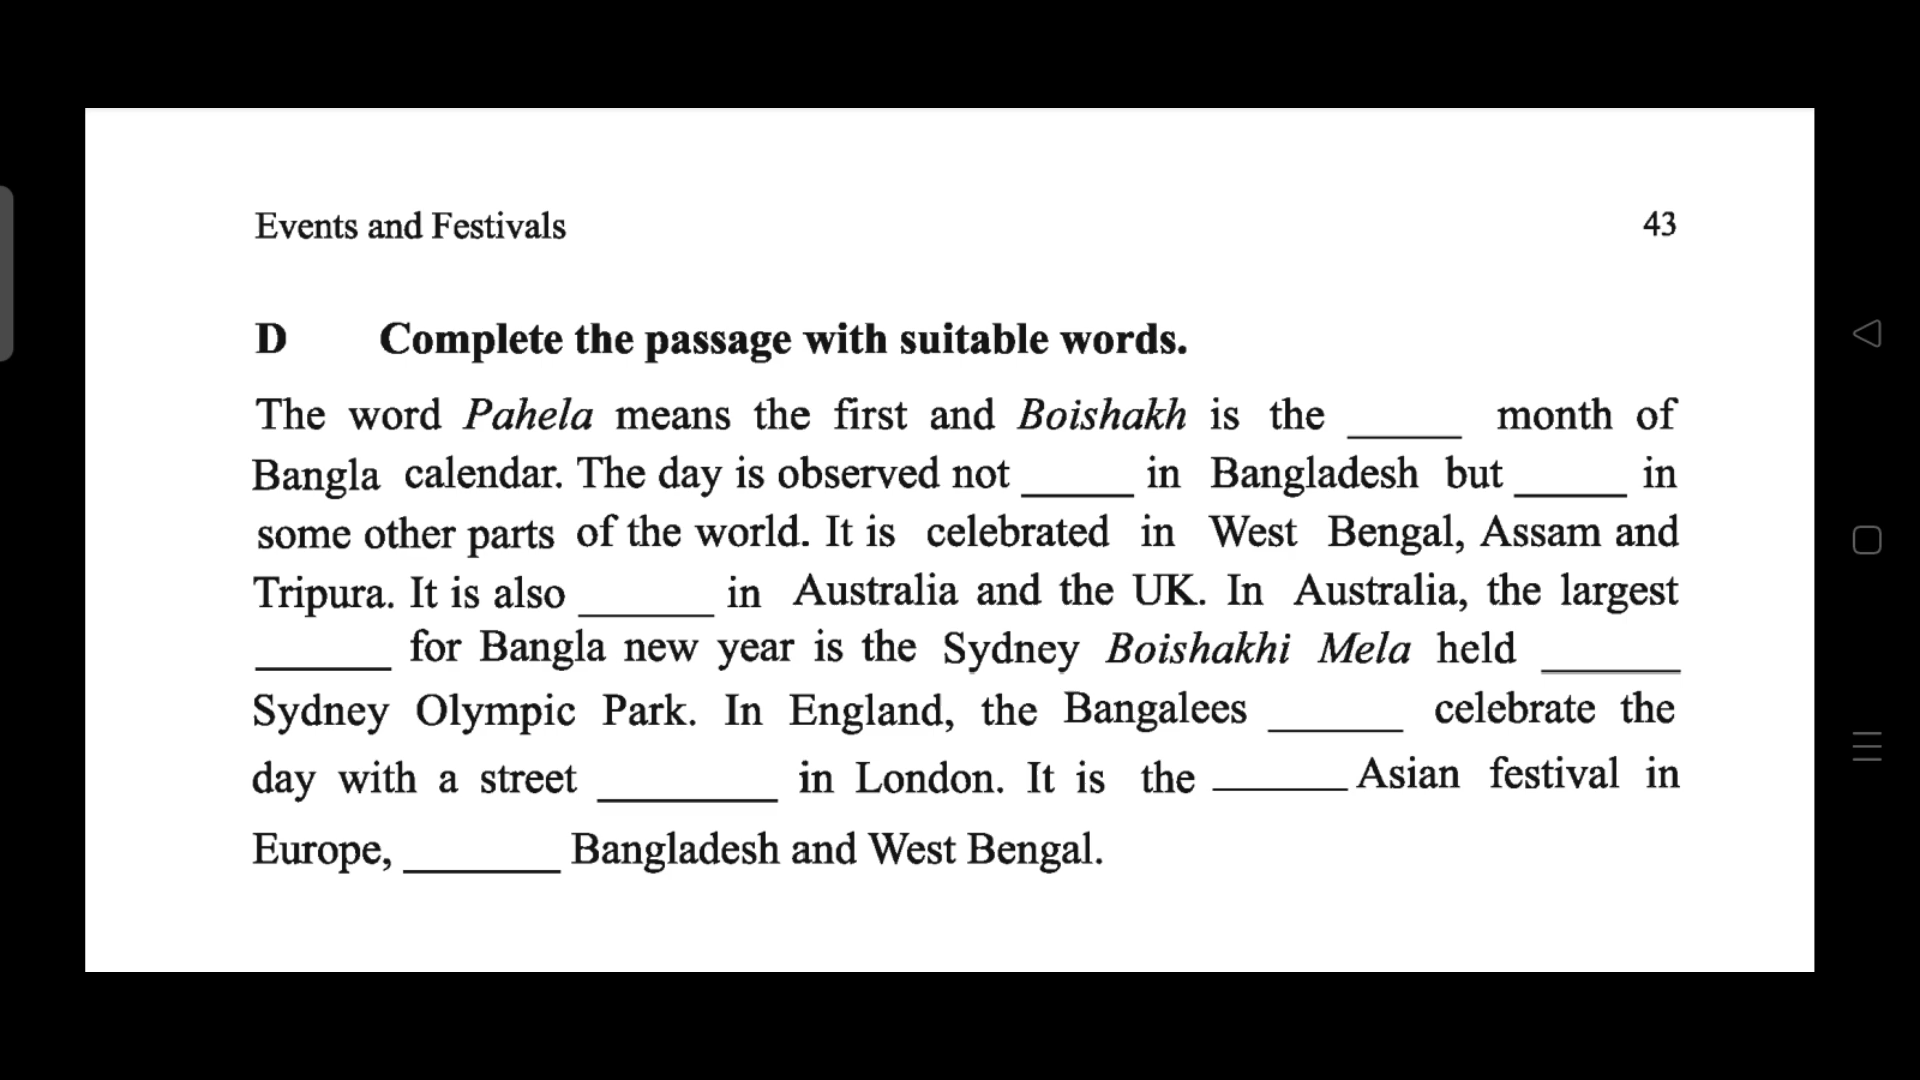 Events and Festivals 43
D Complete the passage with suitable words.
The word Pahela means the first and Boishakh is the _____ month of
Bangla calendar. The day is observed not _____ in Bangladesh but _____ in
some other parts of the world. It is celebrated in West Bengal, Assam and
Tripura. It is also ______ in Australia and the UK. In Australia, the largest
______ for Bangla new year is the Sydney Boishakhi Mela held ______
Sydney Olympic Park. In England, the Bangalees ______ celebrate the
day with a street ________ in London. It is the ______ Asian festival in
Europe, _______ Bangladesh and West Bengal.